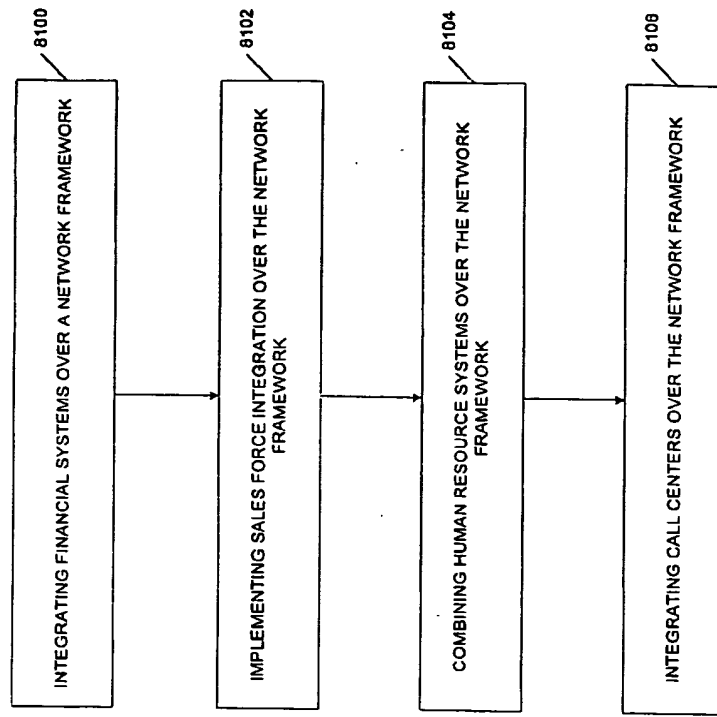 8100
INTEGRATING FINANCIAL SYSTEMS OVER A NETWORK FRAMEWORK
8102
IMPLEMENTING SALES FORCE INTEGRATION OVER THE NETWORK
FRAMEWORK
8104
COMBINING HUMAN RESOURCE SYSTEMS OVER THE NETWORK
FRAMEWORK
8106
INTEGRATING CALL CENTERS OVER THE NETWORK FRAMEWORK